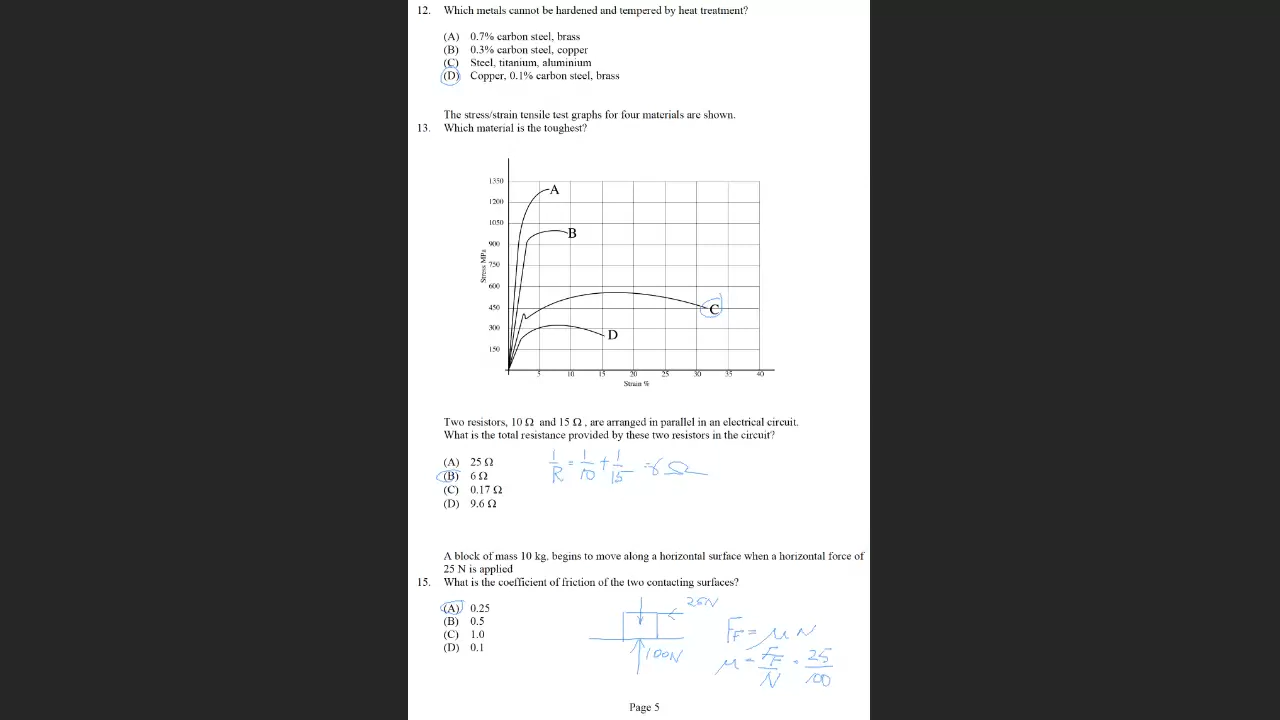 12. Which metals cannot be hardened and tempered by heat treatment?
(A) 0.7% carbon steel, brass
(B) 0.3% carbon steel, copper
(C) Steel, titanium, aluminium
(D) Copper, 0.1% carbon steel, brass
The stress/strain tensile test graphs for four materials are shown.
13. Which material is the toughest?
1350
A
1200
1050
B
900
Stress MPa
750
600
450
C
300
D
150
5 10 15 20 25 30 35 40
Strain %
Two resistors, 10 Ω and 15 Ω , are arranged in parallel in an electrical circuit.
What is the total resistance provided by these two resistors in the circuit?
(A) 25 Ω
(B) 6 Ω
(C) 0.17 Ω
(D) 9.6 Ω
1/R = 1/10 + 1/15 = 6 Ω
A block of mass 10 kg, begins to move along a horizontal surface when a horizontal force of
25 N is applied
15. What is the coefficient of friction of the two contacting surfaces?
(A) 0.25
(B) 0.5
(C) 1.0
(D) 0.1
25N
100N
FF = μ N
μ = FF/N = 25/100
Page 5